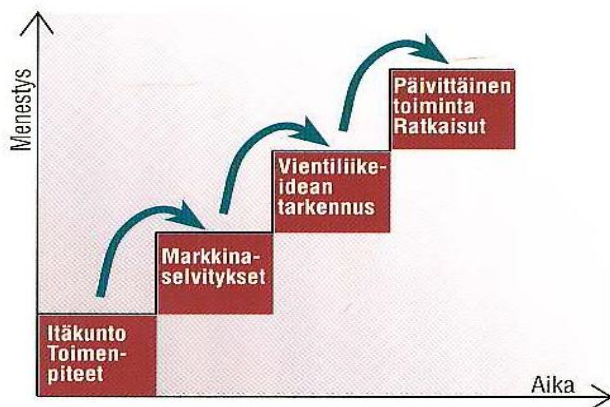 Menestys
Päivittäinen
toiminta
Ratkaisut
Vientiliike-
idean
tarkennus
Markkina-
selvitykset
Itäkunto
Toimen-
piteet
Aika